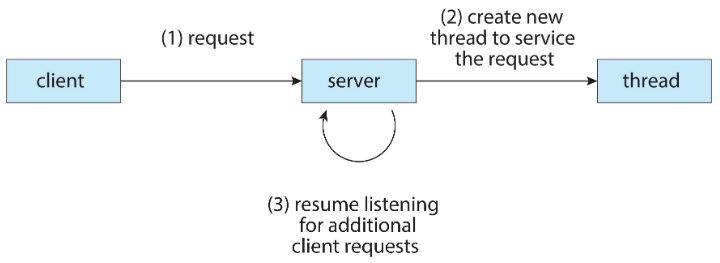 (1) request
(2) create new
thread to service
the request
client
server
thread
(3) resume listening
for additional
client requests